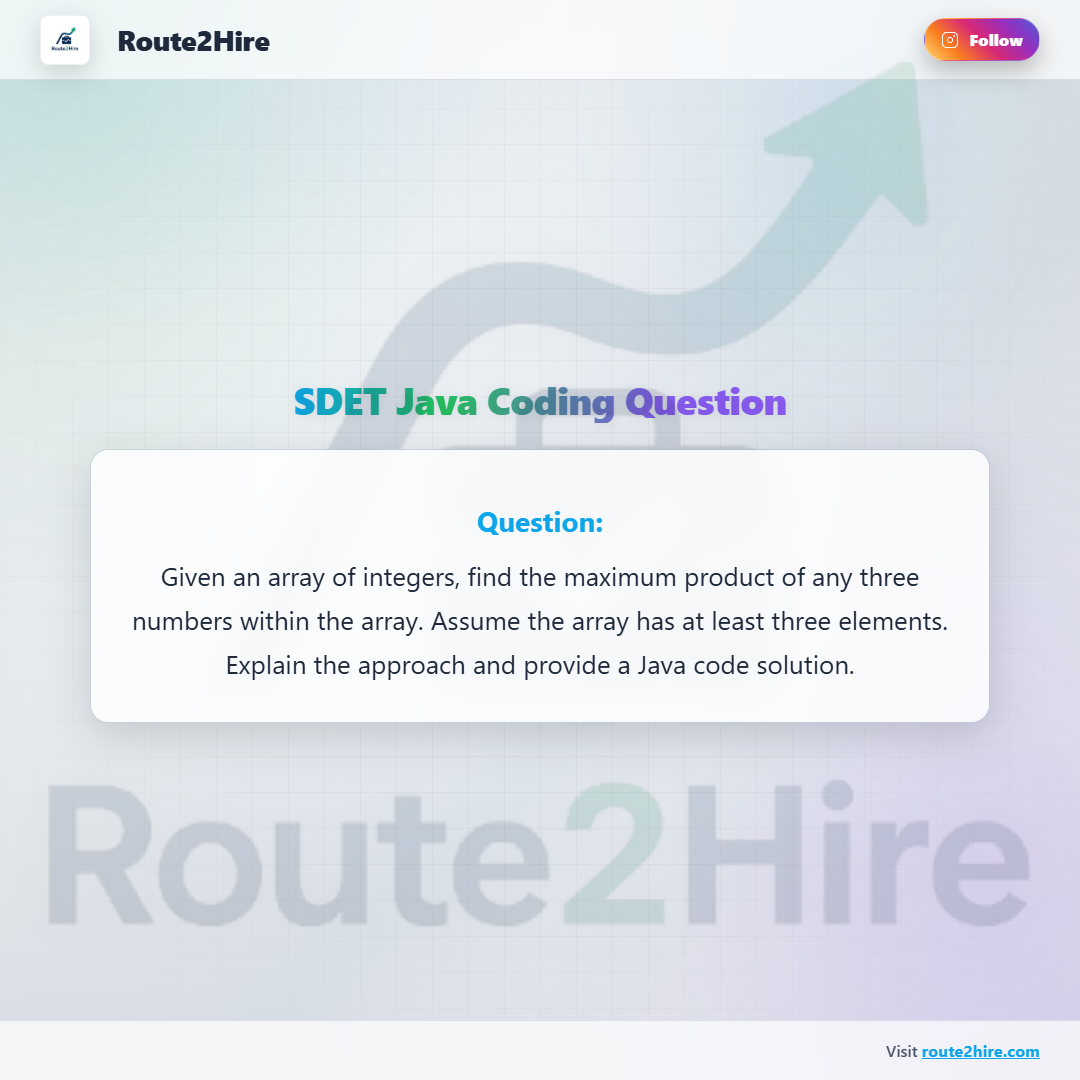 Route2Hire
Route2Hire
Follow
SDET Java Coding Question
Question:
Given an array of integers, find the maximum product of any three
numbers within the array. Assume the array has at least three elements.
Explain the approach and provide a Java code solution.
Route2Hire
Visit route2hire.com